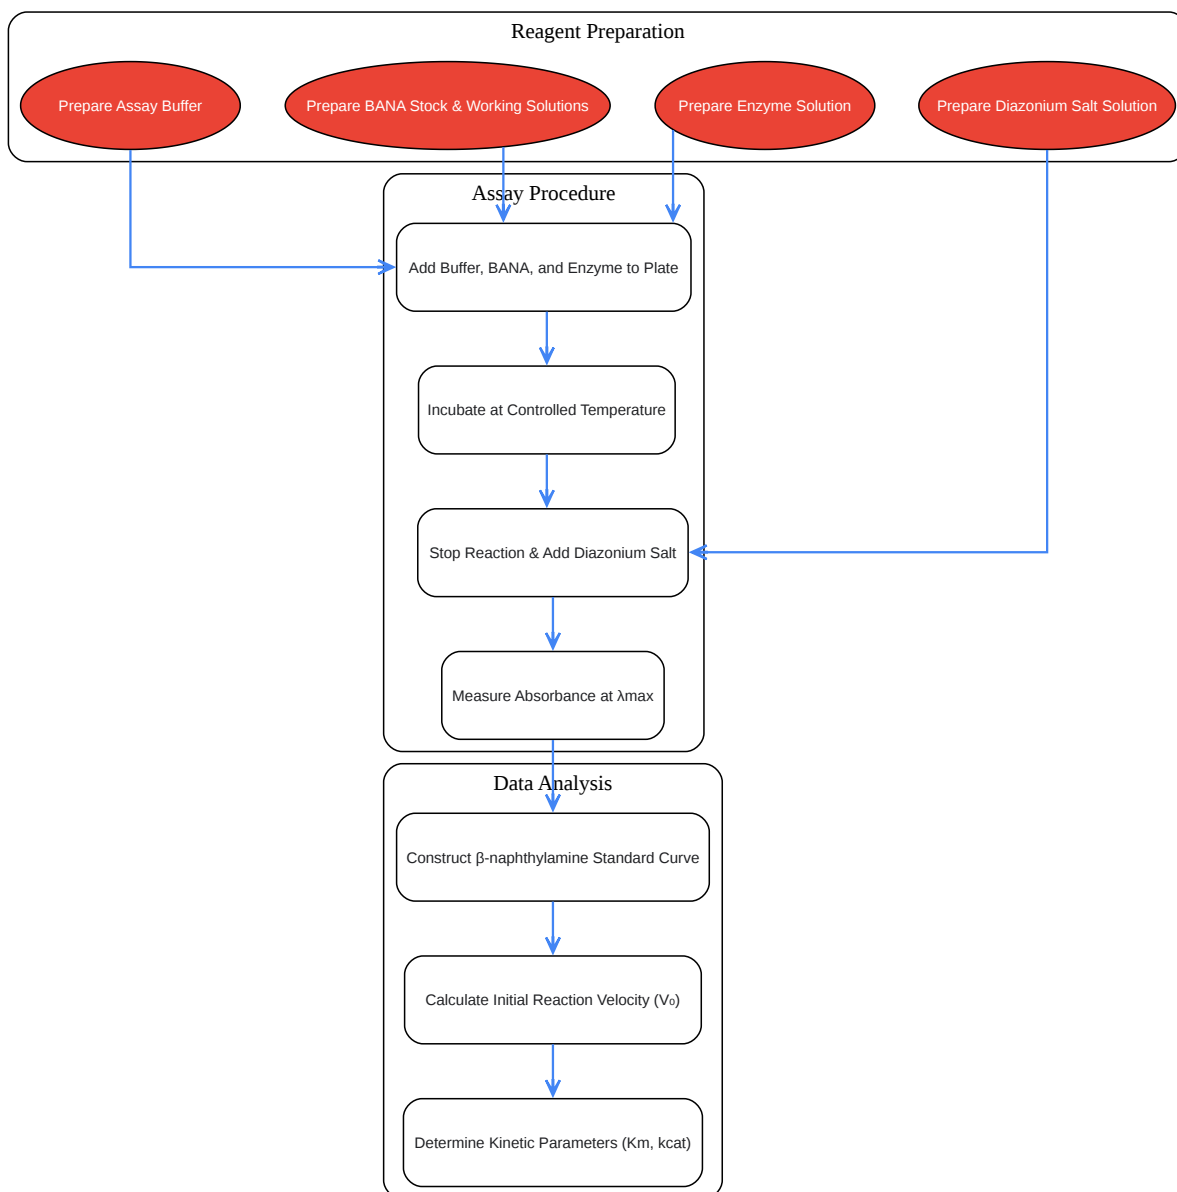 Reagent Preparation
Prepare Assay Buffer
Prepare BANA Stock & Working Solutions
Prepare Enzyme Solution
Prepare Diazonium Salt Solution
Assay Procedure
Add Buffer, BANA, and Enzyme to Plate
Incubate at Controlled Temperature
Stop Reaction & Add Diazonium Salt
Measure Absorbance at λmax
Data Analysis
Construct β-naphthylamine Standard Curve
Calculate Initial Reaction Velocity (V₀)
Determine Kinetic Parameters (Km, kcat)